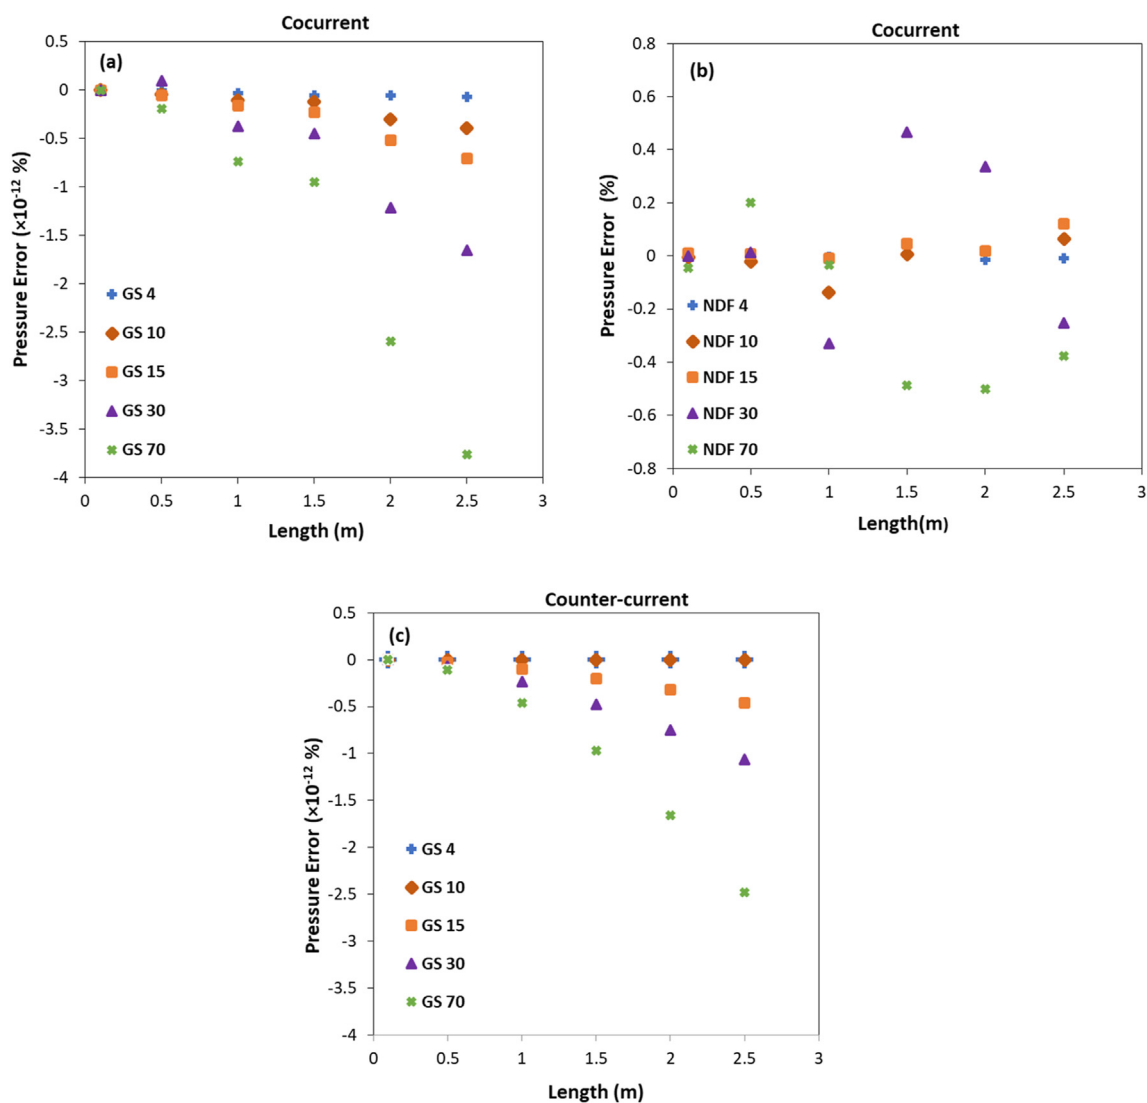 Cocurrent
(a)
0.5
0
-0.5
-1
-1.5
-2
-2.5
-3
-3.5
-4
Pressure Error (×10-12 %)
GS 4
GS 10
GS 15
GS 30
GS 70
0 0.5 1 1.5 2 2.5 3
Length (m)
Cocurrent
(b)
0.8
0.6
0.4
0.2
0
-0.2
-0.4
-0.6
-0.8
Pressure Error (%)
NDF 4
NDF 10
NDF 15
NDF 30
NDF 70
0 0.5 1 1.5 2 2.5 3
Length(m)
Counter-current
(c)
0.5
0
-0.5
-1
-1.5
-2
-2.5
-3
-3.5
-4
Pressure Error (×10-12 %)
GS 4
GS 10
GS 15
GS 30
GS 70
0 0.5 1 1.5 2 2.5 3
Length (m)